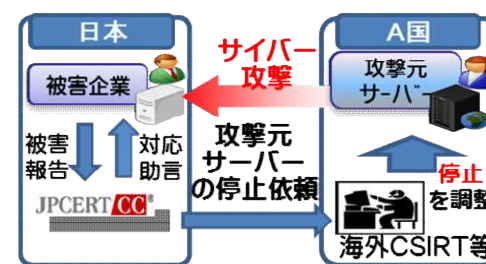 日本
A国
サイバー
攻撃
被害企業
攻撃元
サーバー
被害
報告
対応
助言
攻撃元
サーバー
の停止依頼
停止
を調整
JPCERT CC®
海外CSIRT等